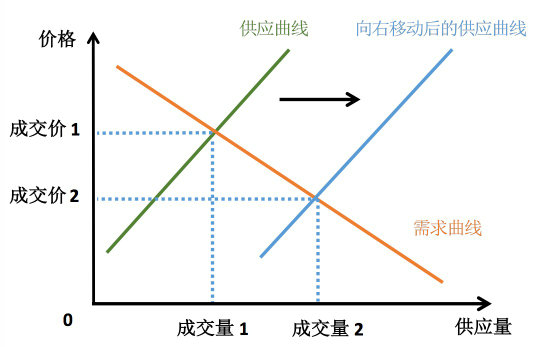 价格
供应曲线
向右移动后的供应曲线
成交价 1
成交价 2
需求曲线
0
成交量 1
成交量 2
供应量